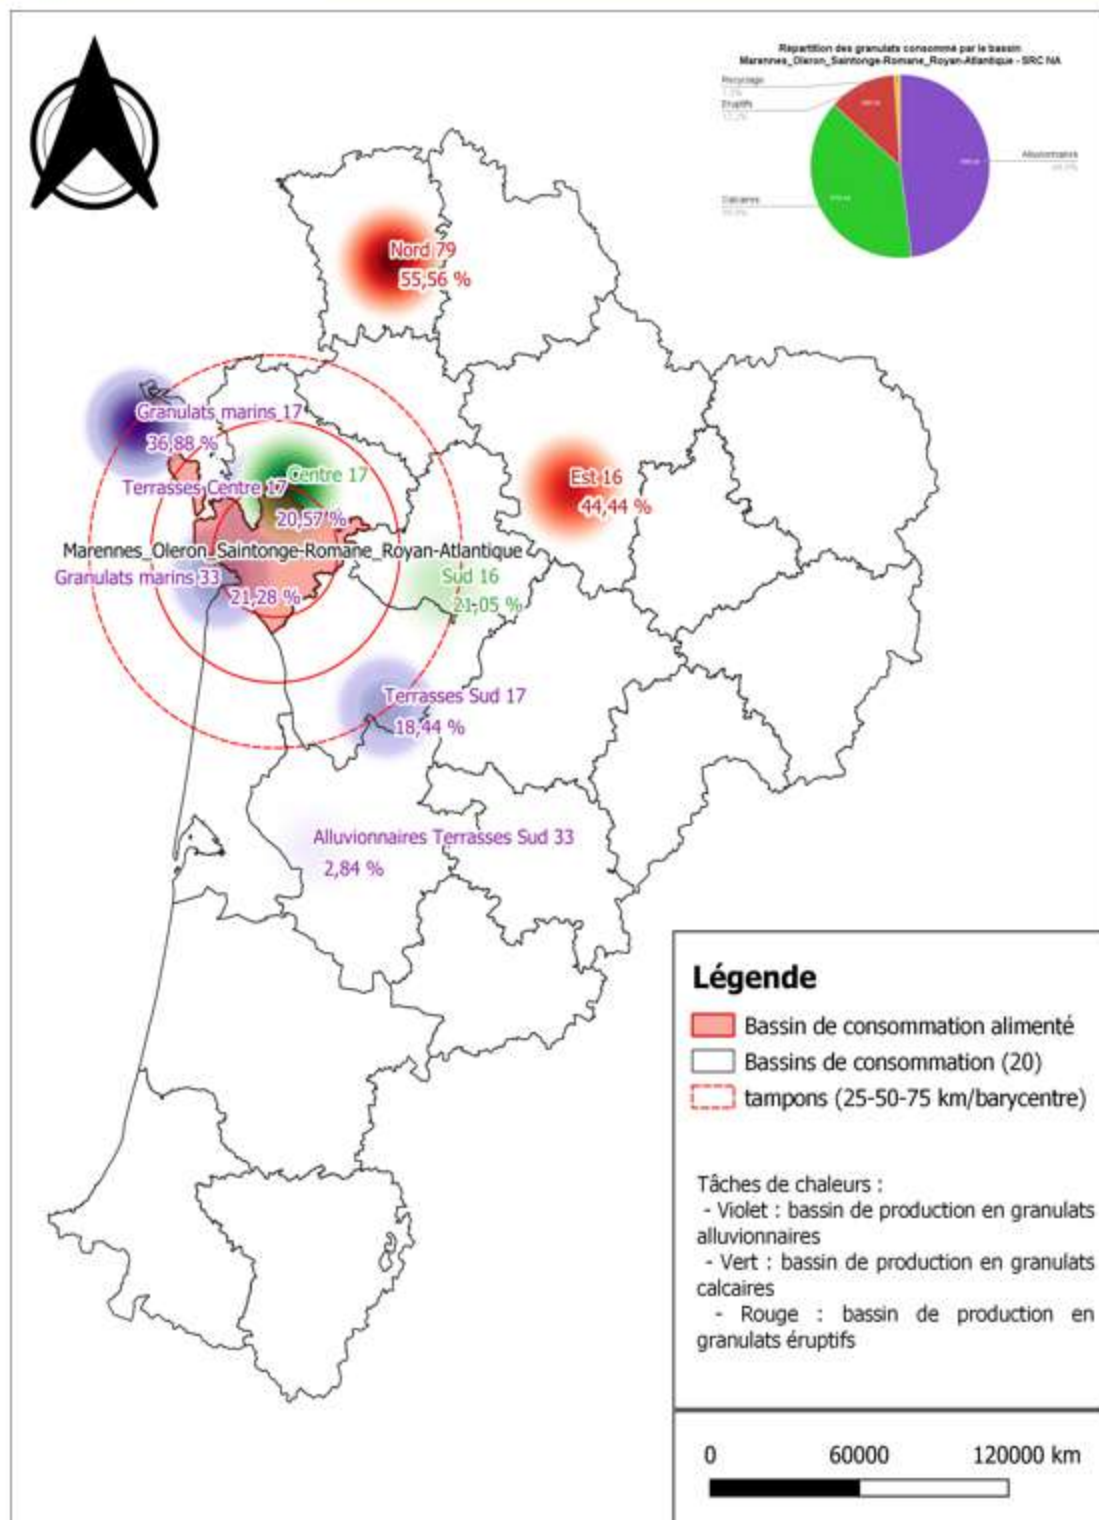 Répartition des granulats consommé par le bassin
Marennes_Oleron_Saintonge-Romane_Royan-Atlantique - SRC NA
Recyclage
Eruptifs
Alluvionnaires
Calcaires
Nord 79
55,56 %
Granulats marins 17
36,88 %
Centre 17
Terrasses Centre 17
20,57 %
Est 16
44,44 %
Marennes_Oleron_Saintonge-Romane_Royan-Atlantique
Granulats marins 33
21,28 %
Sud 16
21,05 %
Terrasses Sud 17
18,44 %
Alluvionnaires Terrasses Sud 33
2,84 %
Légende
Bassin de consommation alimenté
Bassins de consommation (20)
tampons (25-50-75 km/barycentre)
Tâches de chaleurs :
- Violet : bassin de production en granulats
alluvionnaires
- Vert : bassin de production en granulats
calcaires
- Rouge : bassin de production en
granulats éruptifs
0 60000 120000 km